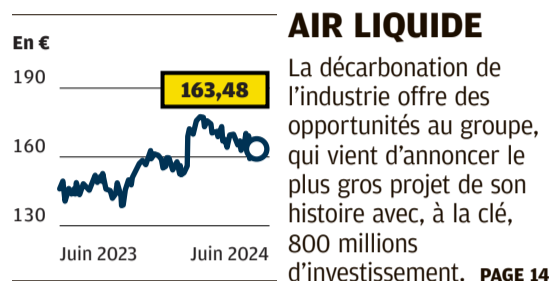 En €
190
163,48
160
130
Juin 2023
Juin 2024
AIR LIQUIDE
La décarbonation de
l’industrie offre des
opportunités au groupe,
qui vient d’annoncer le
plus gros projet de son
histoire avec, à la clé,
800 millions
d’investissement. PAGE 14